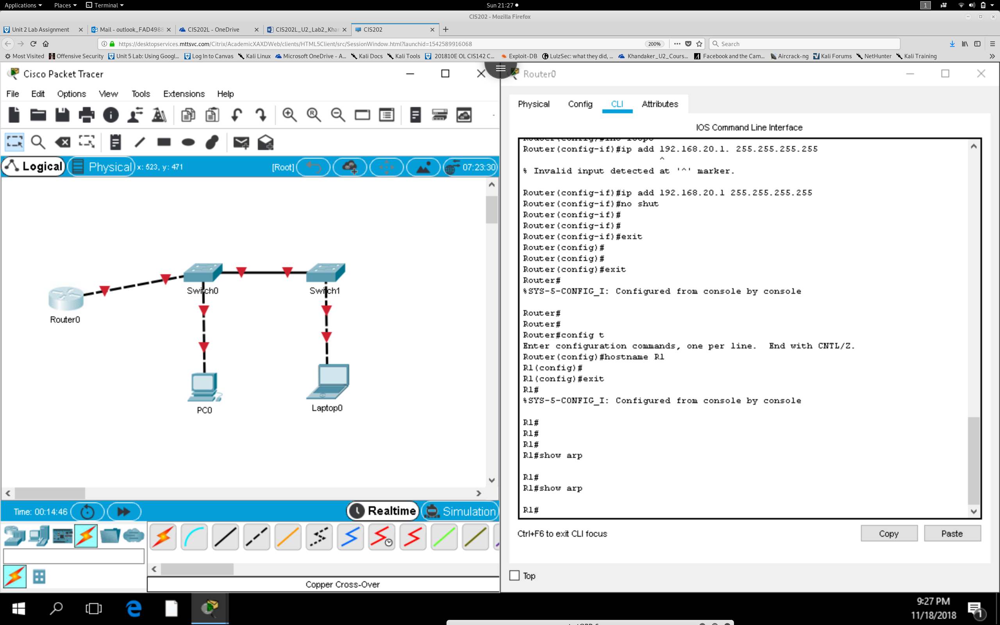 Applications Places Terminal Sun 21:27 1
CIS202 - Mozilla Firefox
Unit 2 Lab Assignment Mail - outlook_FAD4988 CIS202L - OneDrive CIS202L_U2_Lab2_Khan CIS202
https://desktopservices.mttsvc.com/Citrix/AcademicXAXDWeb/clients/HTML5Client/src/SessionWindow.html?launchid=1542589916068 200% Search
Most Visited Offensive Security Unit 5 Lab: Using Googl... Log In to Canvas Kali Linux Microsoft OneDrive - A... Kali Docs Kali Tools 201810E OL CIS142 C... Exploit-DB LulzSec: what they did, ... Khandaker_U2_Cours... Facebook and the Cam... Aircrack-ng Kali Forums NetHunter Kali Training
Cisco Packet Tracer
File Edit Options View Tools Extensions Help
Logical Physical x: 523, y: 471 [Root] 07:23:30
Router0
Switch0
Switch1
PC0
Laptop0
Time: 00:14:46 Realtime Simulation
Copper Cross-Over
Router0
Physical Config CLI Attributes
IOS Command Line Interface
Router(config-if)#ip add 192.168.20.1. 255.255.255.255
^
% Invalid input detected at '^' marker.
Router(config-if)#ip add 192.168.20.1 255.255.255.255
Router(config-if)#no shut
Router(config-if)#
Router(config-if)#
Router(config-if)#exit
Router(config)#
Router(config)#
Router(config)#exit
Router#
%SYS-5-CONFIG_I: Configured from console by console
Router#
Router#
Router#config t
Enter configuration commands, one per line.  End with CNTL/Z.
Router(config)#hostname R1
R1(config)#
R1(config)#exit
R1#
%SYS-5-CONFIG_I: Configured from console by console
R1#
R1#
R1#
R1#show arp
R1#
R1#show arp
R1#
Ctrl+F6 to exit CLI focus Copy Paste
Top
9:27 PM
11/18/2018
1